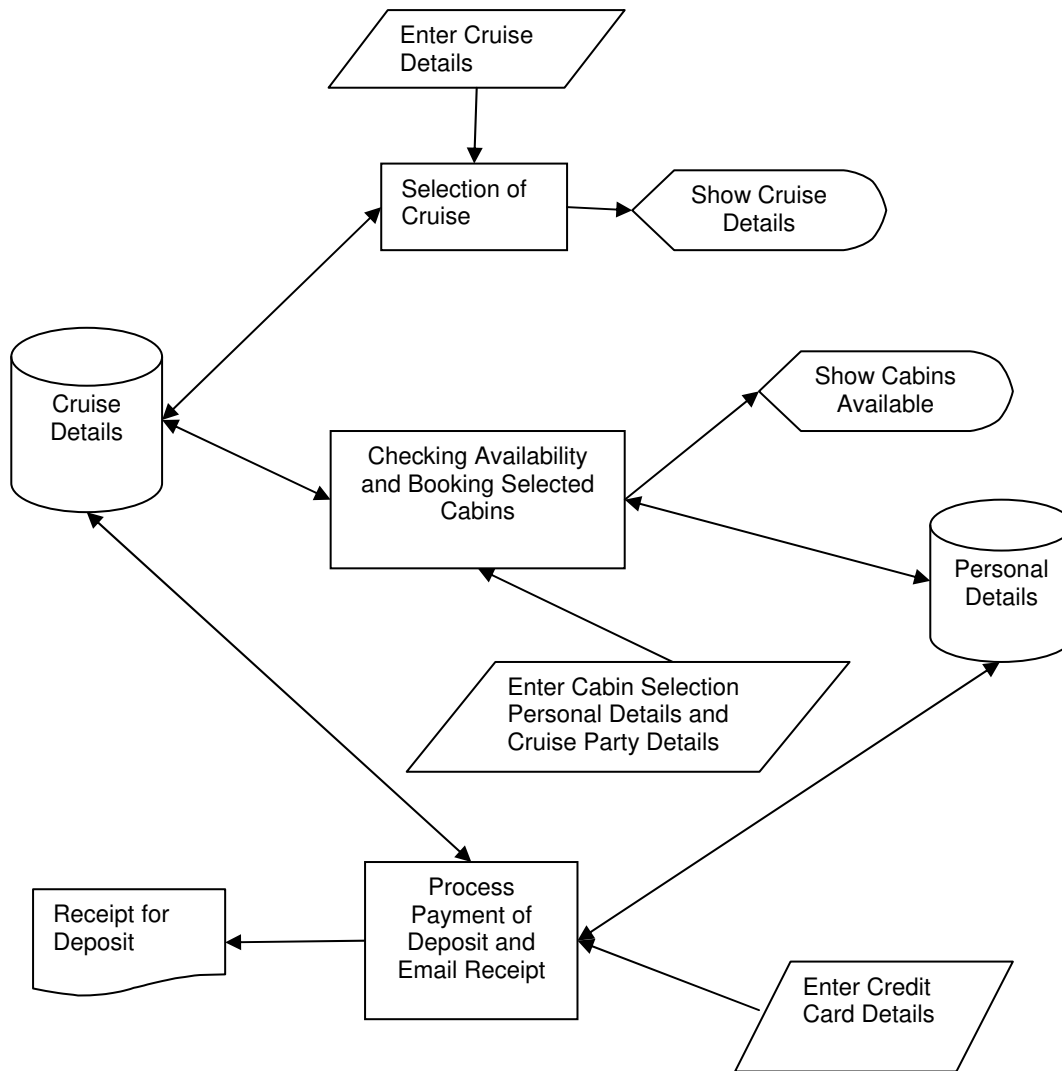 Enter Cruise
Details
Selection of
Cruise
Show Cruise
Details
Cruise
Details
Show Cabins
Available
Checking Availability
and Booking Selected
Cabins
Personal
Details
Enter Cabin Selection
Personal Details and
Cruise Party Details
Process
Payment of
Deposit and
Email Receipt
Receipt for
Deposit
Enter Credit
Card Details